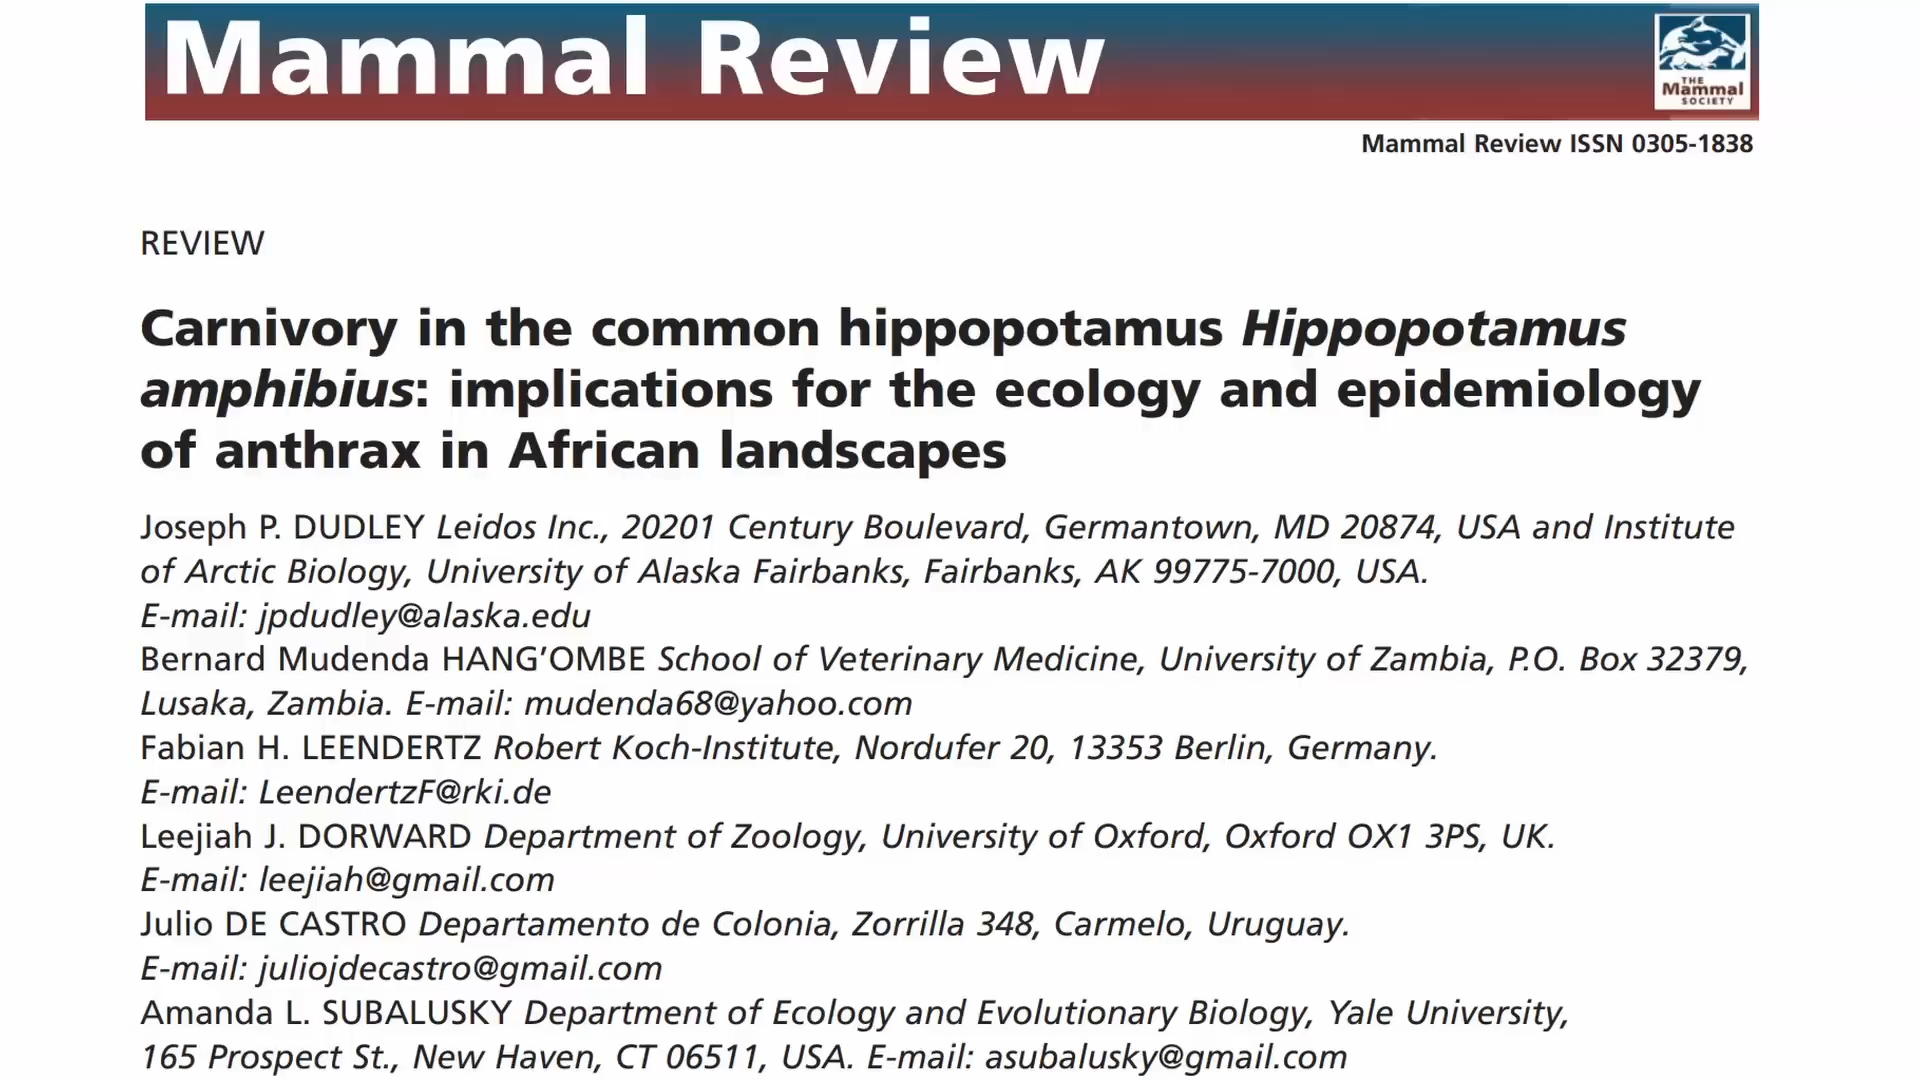 Mammal Review
THE
Mammal
SOCIETY
Mammal Review ISSN 0305-1838
REVIEW
Carnivory in the common hippopotamus Hippopotamus
amphibius: implications for the ecology and epidemiology
of anthrax in African landscapes
Joseph P. DUDLEY Leidos Inc., 20201 Century Boulevard, Germantown, MD 20874, USA and Institute
of Arctic Biology, University of Alaska Fairbanks, Fairbanks, AK 99775-7000, USA.
E-mail: jpdudley@alaska.edu
Bernard Mudenda HANG’OMBE School of Veterinary Medicine, University of Zambia, P.O. Box 32379,
Lusaka, Zambia. E-mail: mudenda68@yahoo.com
Fabian H. LEENDERTZ Robert Koch-Institute, Nordufer 20, 13353 Berlin, Germany.
E-mail: LeendertzF@rki.de
Leejiah J. DORWARD Department of Zoology, University of Oxford, Oxford OX1 3PS, UK.
E-mail: leejiah@gmail.com
Julio DE CASTRO Departamento de Colonia, Zorrilla 348, Carmelo, Uruguay.
E-mail: juliojdecastro@gmail.com
Amanda L. SUBALUSKY Department of Ecology and Evolutionary Biology, Yale University,
165 Prospect St., New Haven, CT 06511, USA. E-mail: asubalusky@gmail.com